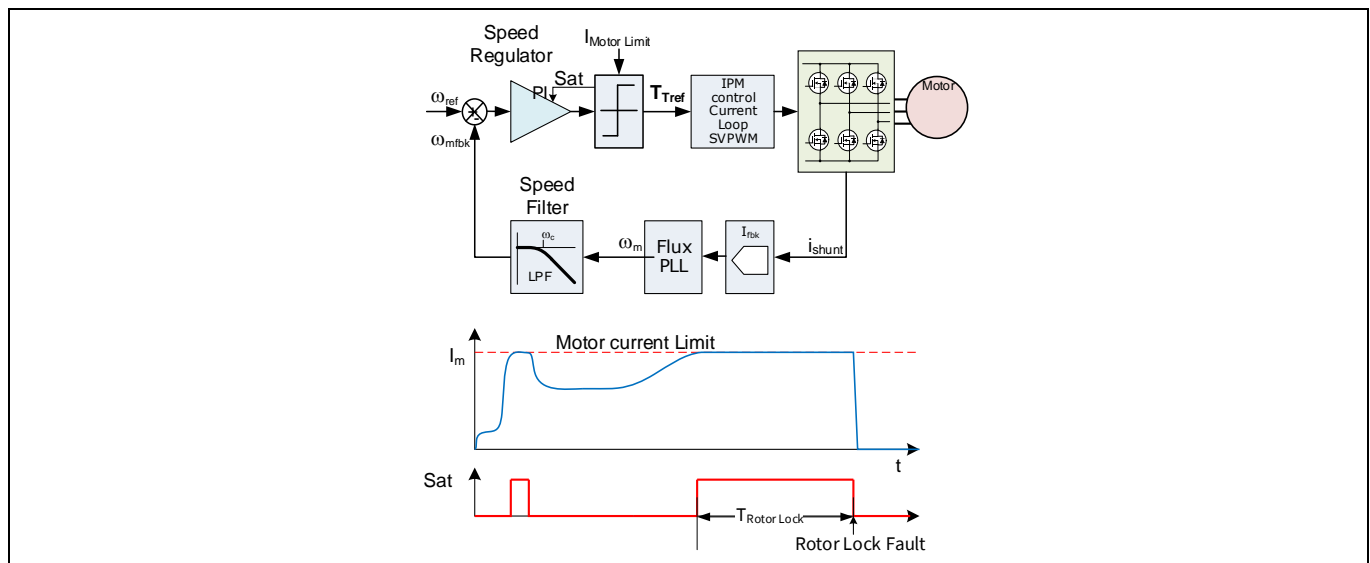 Speed
Regulator
I Motor Limit
Sat
PI
ωref
ωmfbk
TTref
IPM
control
Current
Loop
SVPWM
Motor
Speed
Filter
ωc
LPF
ωm
Flux
PLL
Ifbk
ishunt
Motor current Limit
Im
t
Sat
TRotor Lock
Rotor Lock Fault